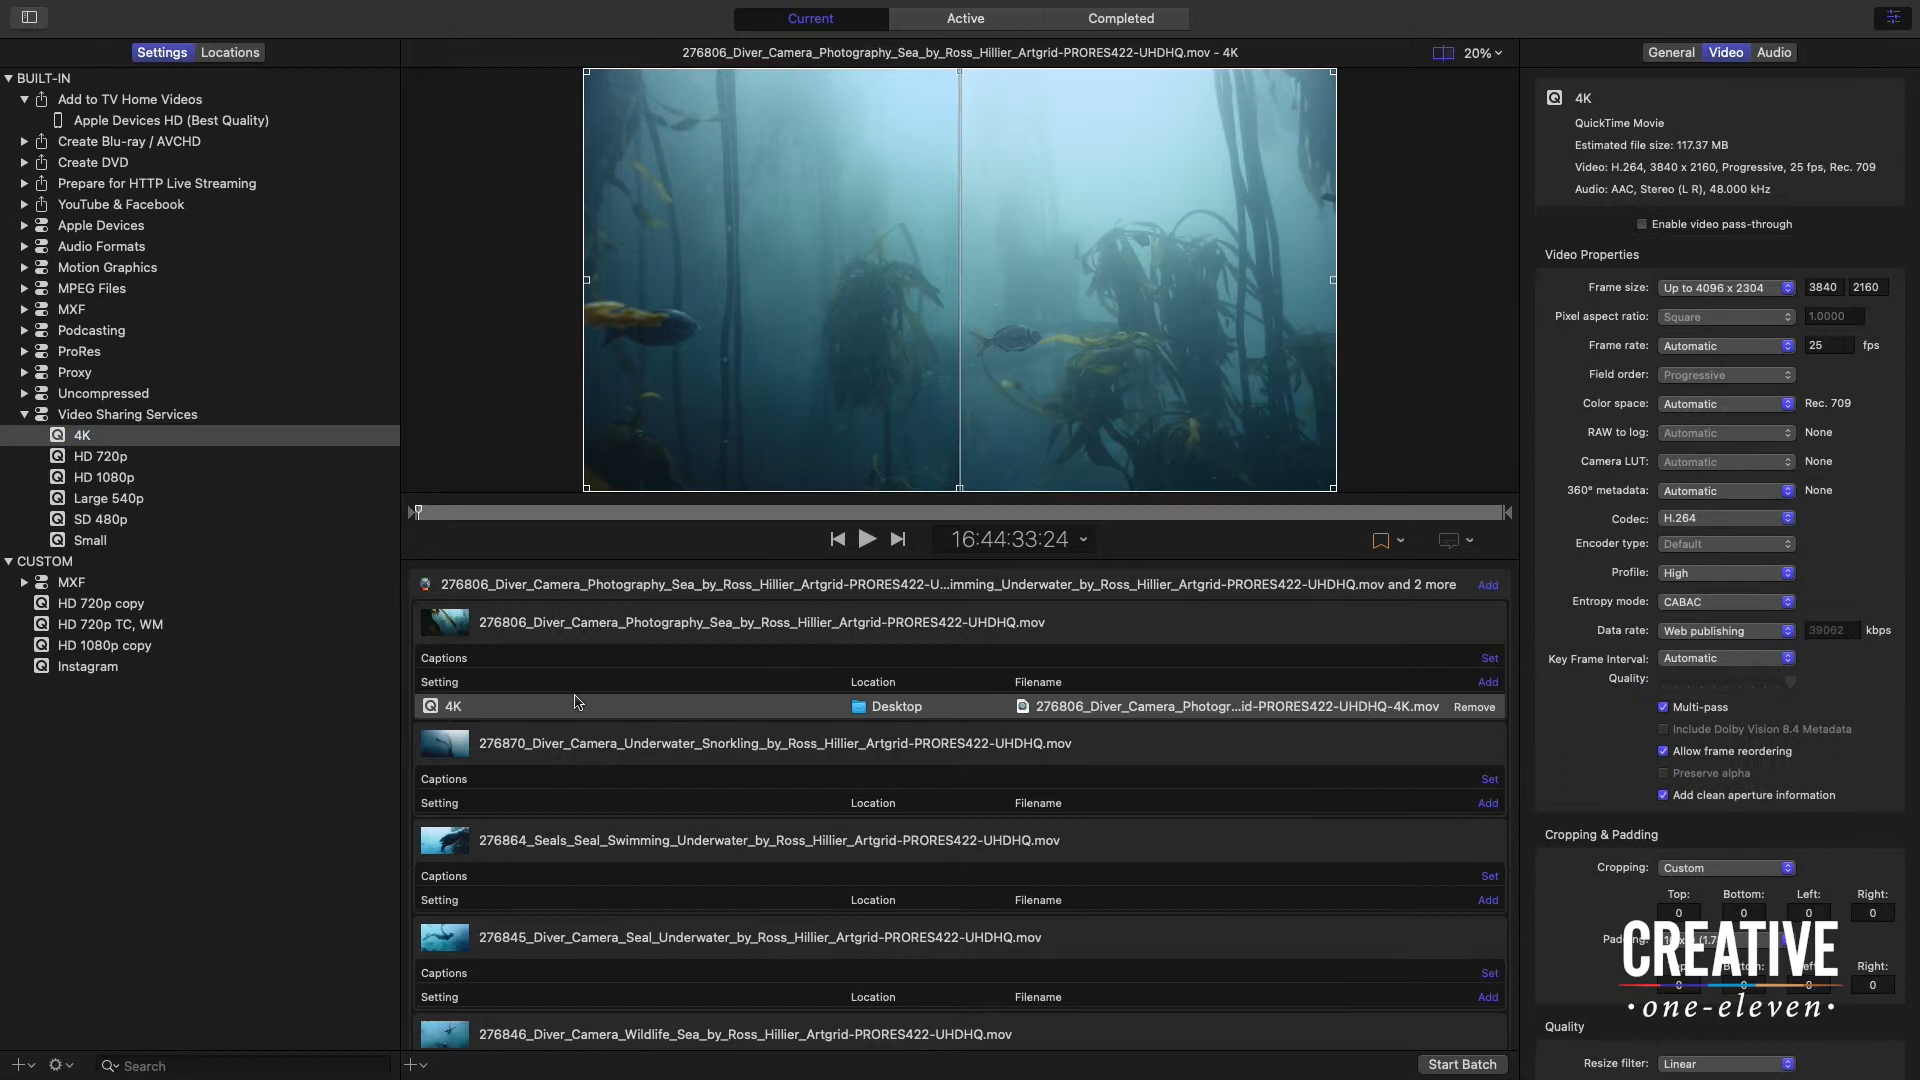 Current
Active
Completed
Settings
Locations
276806_Diver_Camera_Photography_Sea_by_Ross_Hillier_Artgrid-PRORES422-UHDHQ.mov - 4K
20%
General
Video
Audio
BUILT-IN
Add to TV Home Videos
Apple Devices HD (Best Quality)
Create Blu-ray / AVCHD
Create DVD
Prepare for HTTP Live Streaming
YouTube & Facebook
Apple Devices
Audio Formats
Motion Graphics
MPEG Files
MXF
Podcasting
ProRes
Proxy
Uncompressed
Video Sharing Services
4K
HD 720p
HD 1080p
Large 540p
SD 480p
Small
CUSTOM
MXF
HD 720p copy
HD 720p TC, WM
HD 1080p copy
Instagram
Search
16:44:33:24
276806_Diver_Camera_Photography_Sea_by_Ross_Hillier_Artgrid-PRORES422-U...imming_Underwater_by_Ross_Hillier_Artgrid-PRORES422-UHDHQ.mov and 2 more Add
276806_Diver_Camera_Photography_Sea_by_Ross_Hillier_Artgrid-PRORES422-UHDHQ.mov
Captions Set
Setting Location Filename Add
4K Desktop 276806_Diver_Camera_Photogr...id-PRORES422-UHDHQ-4K.mov Remove
276870_Diver_Camera_Underwater_Snorkling_by_Ross_Hillier_Artgrid-PRORES422-UHDHQ.mov
Captions Set
Setting Location Filename Add
276864_Seals_Seal_Swimming_Underwater_by_Ross_Hillier_Artgrid-PRORES422-UHDHQ.mov
Captions Set
Setting Location Filename Add
276845_Diver_Camera_Seal_Underwater_by_Ross_Hillier_Artgrid-PRORES422-UHDHQ.mov
Captions Set
Setting Location Filename Add
276846_Diver_Camera_Wildlife_Sea_by_Ross_Hillier_Artgrid-PRORES422-UHDHQ.mov
Start Batch
4K
QuickTime Movie
Estimated file size: 117.37 MB
Video: H.264, 3840 x 2160, Progressive, 25 fps, Rec. 709
Audio: AAC, Stereo (L R), 48.000 kHz
Enable video pass-through
Video Properties
Frame size: Up to 4096 x 2304 3840 2160
Pixel aspect ratio: Square 1.0000
Frame rate: Automatic 25 fps
Field order: Progressive
Color space: Automatic Rec. 709
RAW to log: Automatic None
Camera LUT: Automatic None
360° metadata: Automatic None
Codec: H.264
Encoder type: Default
Profile: High
Entropy mode: CABAC
Data rate: Web publishing 39062 kbps
Key Frame Interval: Automatic
Quality:
Multi-pass
Include Dolby Vision 8.4 Metadata
Allow frame reordering
Preserve alpha
Add clean aperture information
Cropping & Padding
Cropping: Custom
Top: Bottom: Left: Right:
0 0 0 0
CREATIVE
Right:
0 0 0 0
one-eleven
Quality
Resize filter: Linear